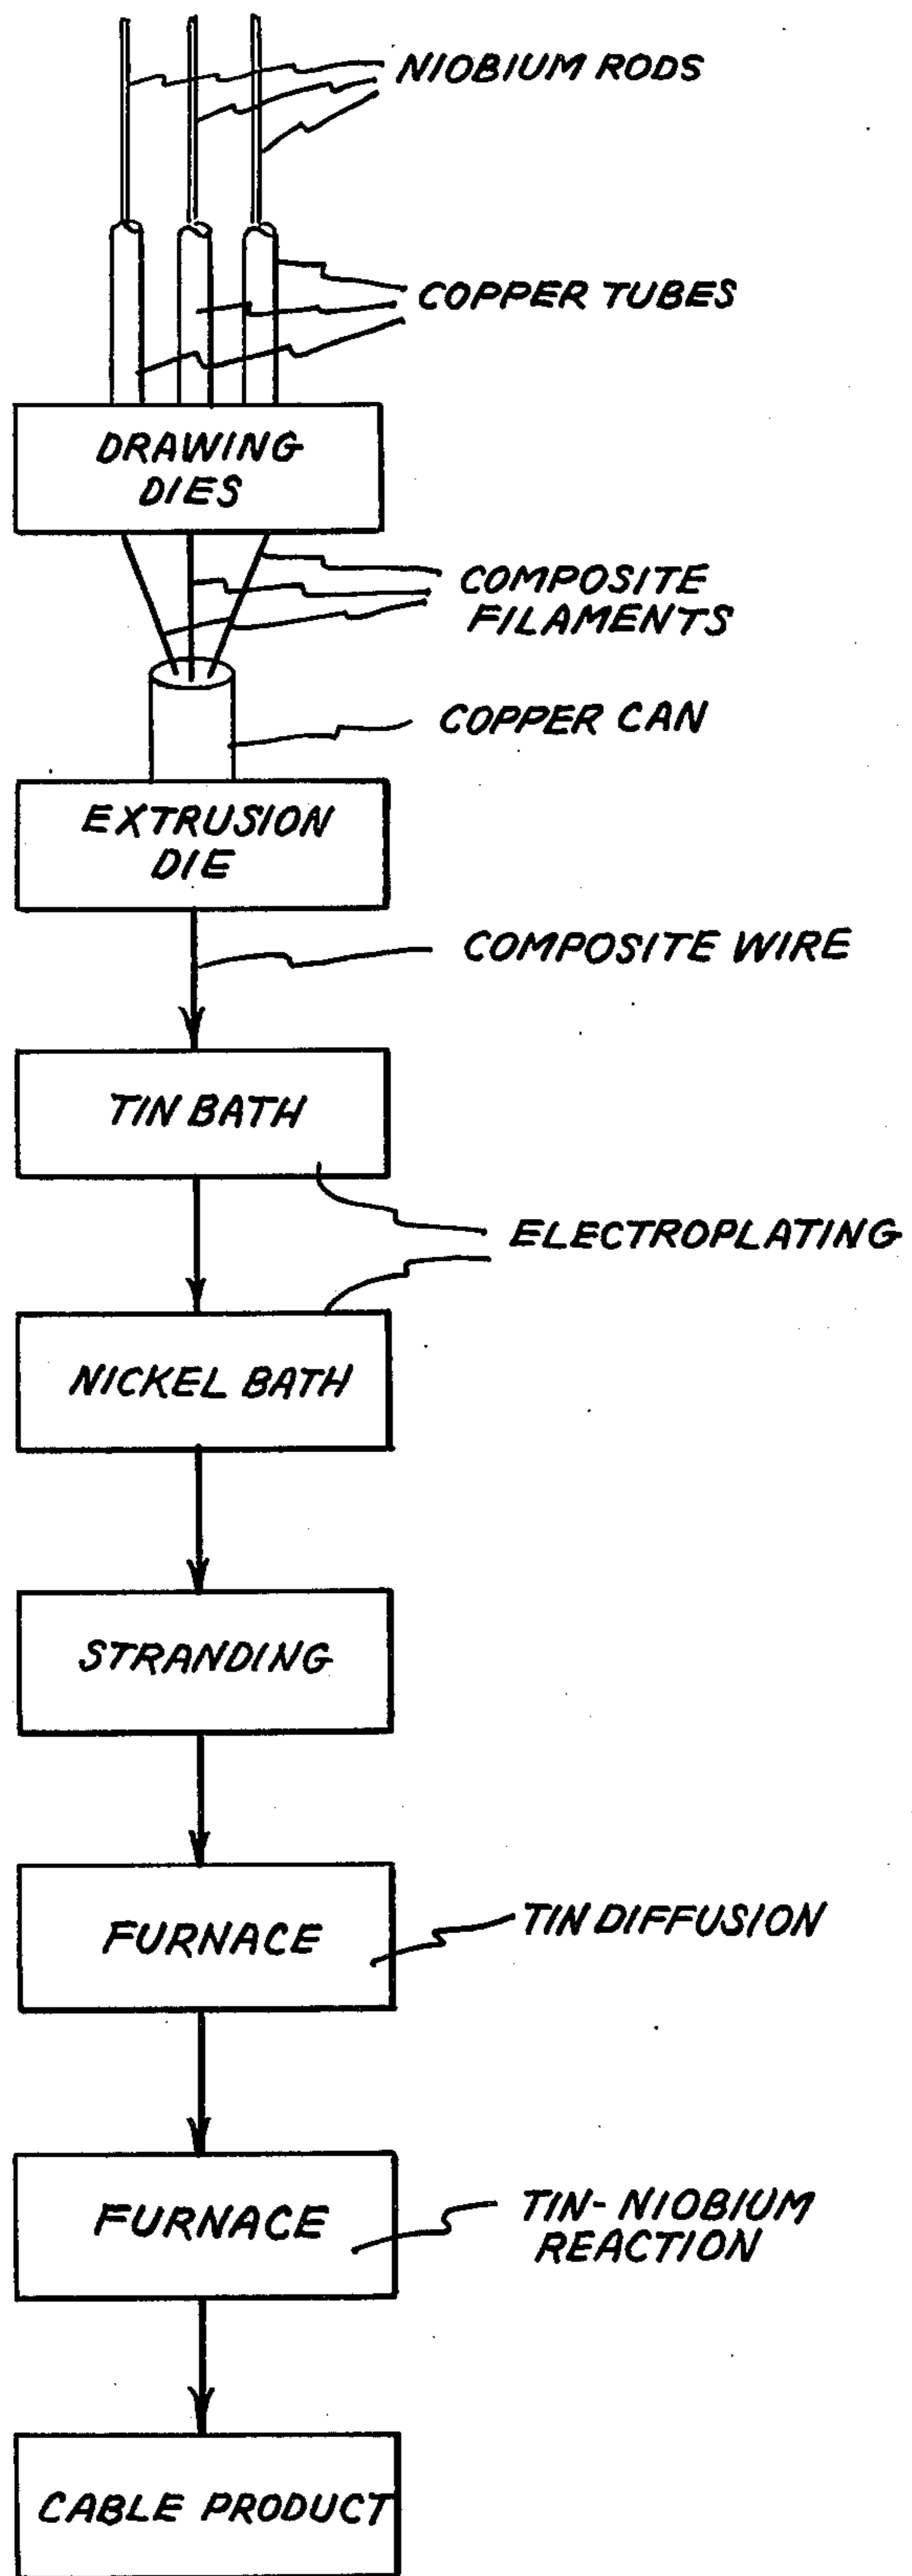 NIOBIUM RODS
COPPER TUBES
DRAWING
DIES
COMPOSITE
FILAMENTS
COPPER CAN
EXTRUSION
DIE
COMPOSITE WIRE
TIN BATH
ELECTROPLATING
NICKEL BATH
STRANDING
FURNACE
TIN DIFFUSION
FURNACE
TIN-NIOBIUM
REACTION
CABLE PRODUCT